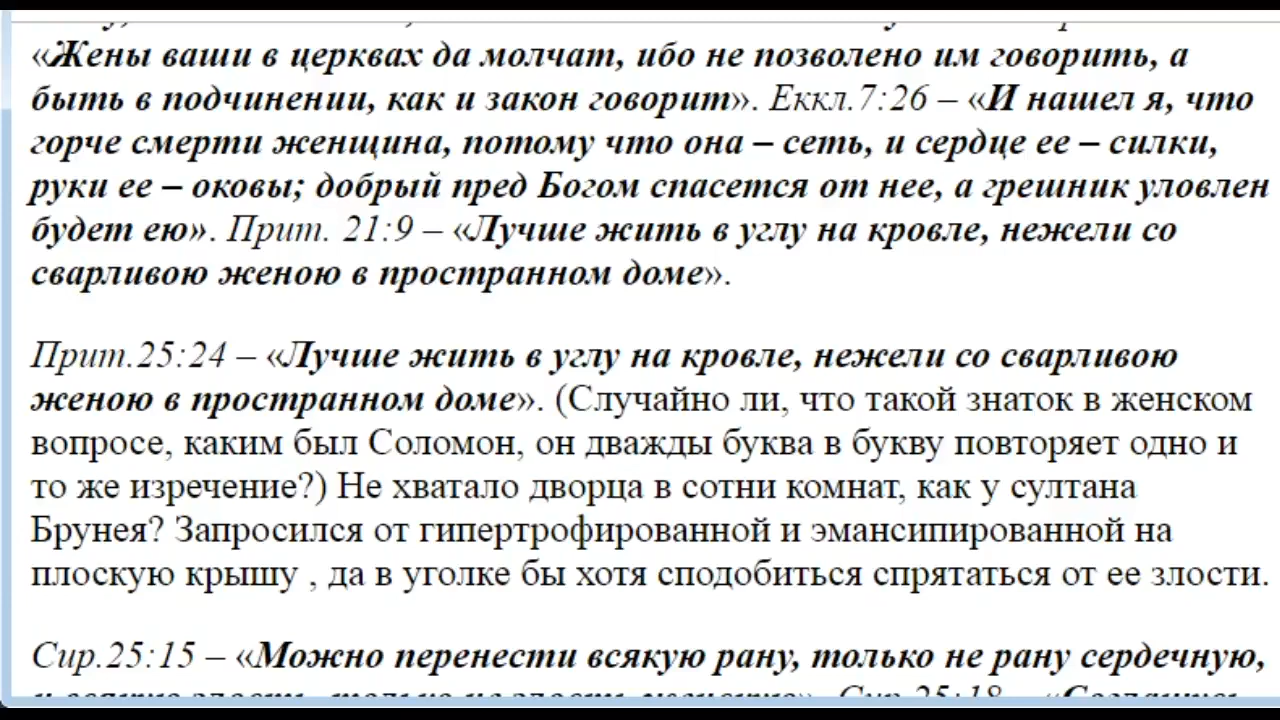 «Жены ваши в церквах да молчат, ибо не позволено им говорить, а
быть в подчинении, как и закон говорит». Еккл.7:26 – «И нашел я, что
горче смерти женщина, потому что она – сеть, и сердце ее – силки,
руки ее – оковы; добрый пред Богом спасется от нее, а грешник уловлен
будет ею». Прит. 21:9 – «Лучше жить в углу на кровле, нежели со
сварливою женою в пространном доме».
Прит.25:24 – «Лучше жить в углу на кровле, нежели со сварливою
женою в пространном доме». (Случайно ли, что такой знаток в женском
вопросе, каким был Соломон, он дважды буква в букву повторяет одно и
то же изречение?) Не хватало дворца в сотни комнат, как у султана
Брунея? Запросился от гипертрофированной и эмансипированной на
плоскую крышу , да в уголке бы хотя сподобиться спрятаться от ее злости.
Сир.25:15 – «Можно перенести всякую рану, только не рану сердечную,